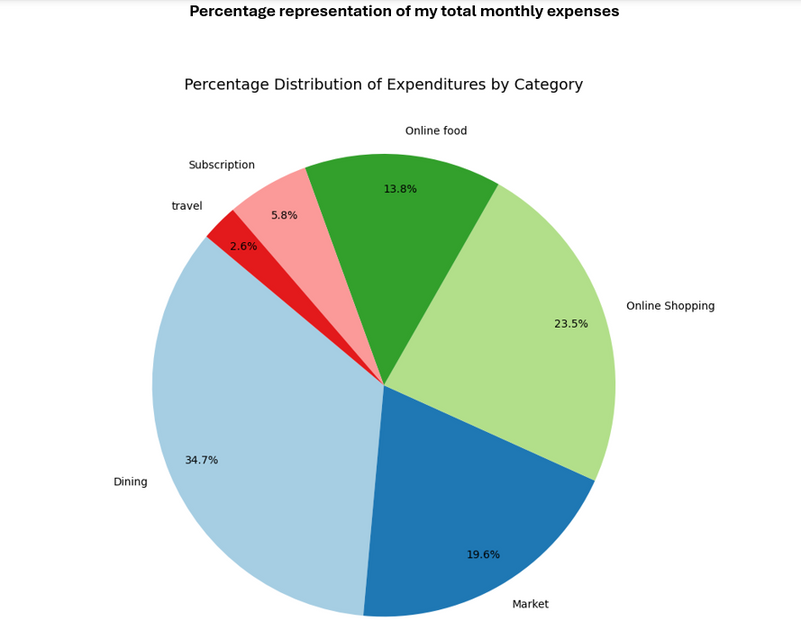 Percentage representation of my total monthly expenses
Percentage Distribution of Expenditures by Category
Online food
Subscription
13.8%
travel
5.8%
2.6%
Online Shopping
23.5%
34.7%
Dining
19.6%
Market